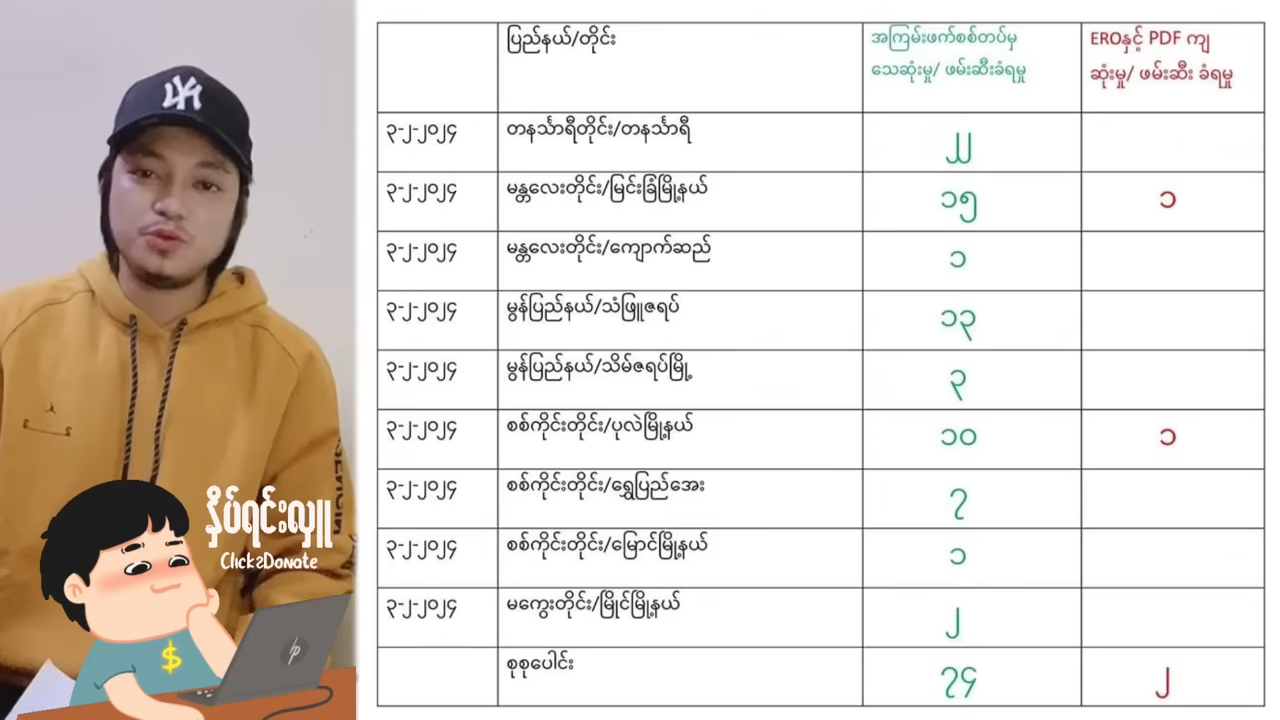 ပြည်နယ်/တိုင်း
အကြမ်းဖက်စစ်တပ်မှ
သေဆုံးမှု/ ဖမ်းဆီးခံရမှု
EROနှင့် PDF ကျ
ဆုံးမှု/ ဖမ်းဆီး ခံရမှု
၃-၂-၂၀၂၄ တနင်္သာရီတိုင်း/တနင်္သာရီ ၂၂
၃-၂-၂၀၂၄ မန္တလေးတိုင်း/မြင်းခြံမြို့နယ် ၁၅ ၁
၃-၂-၂၀၂၄ မန္တလေးတိုင်း/ကျောက်ဆည် ၁
၃-၂-၂၀၂၄ မွန်ပြည်နယ်/သံဖြူဇရပ် ၁၃
၃-၂-၂၀၂၄ မွန်ပြည်နယ်/သိမ်ဇရပ်မြို့ ၃
၃-၂-၂၀၂၄ စစ်ကိုင်းတိုင်း/ပုလဲမြို့နယ် ၁၀ ၁
၃-၂-၂၀၂၄ စစ်ကိုင်းတိုင်း/ရွှေပြည်အေး ၇
၃-၂-၂၀၂၄ စစ်ကိုင်းတိုင်း/မြောင်မြို့နယ် ၁
၃-၂-၂၀၂၄ မကွေးတိုင်း/မြိုင်မြို့နယ် ၂
စုစုပေါင်း ၇၄ ၂
နှိပ်ရင်းလှူ
Click2Donate
$
hp